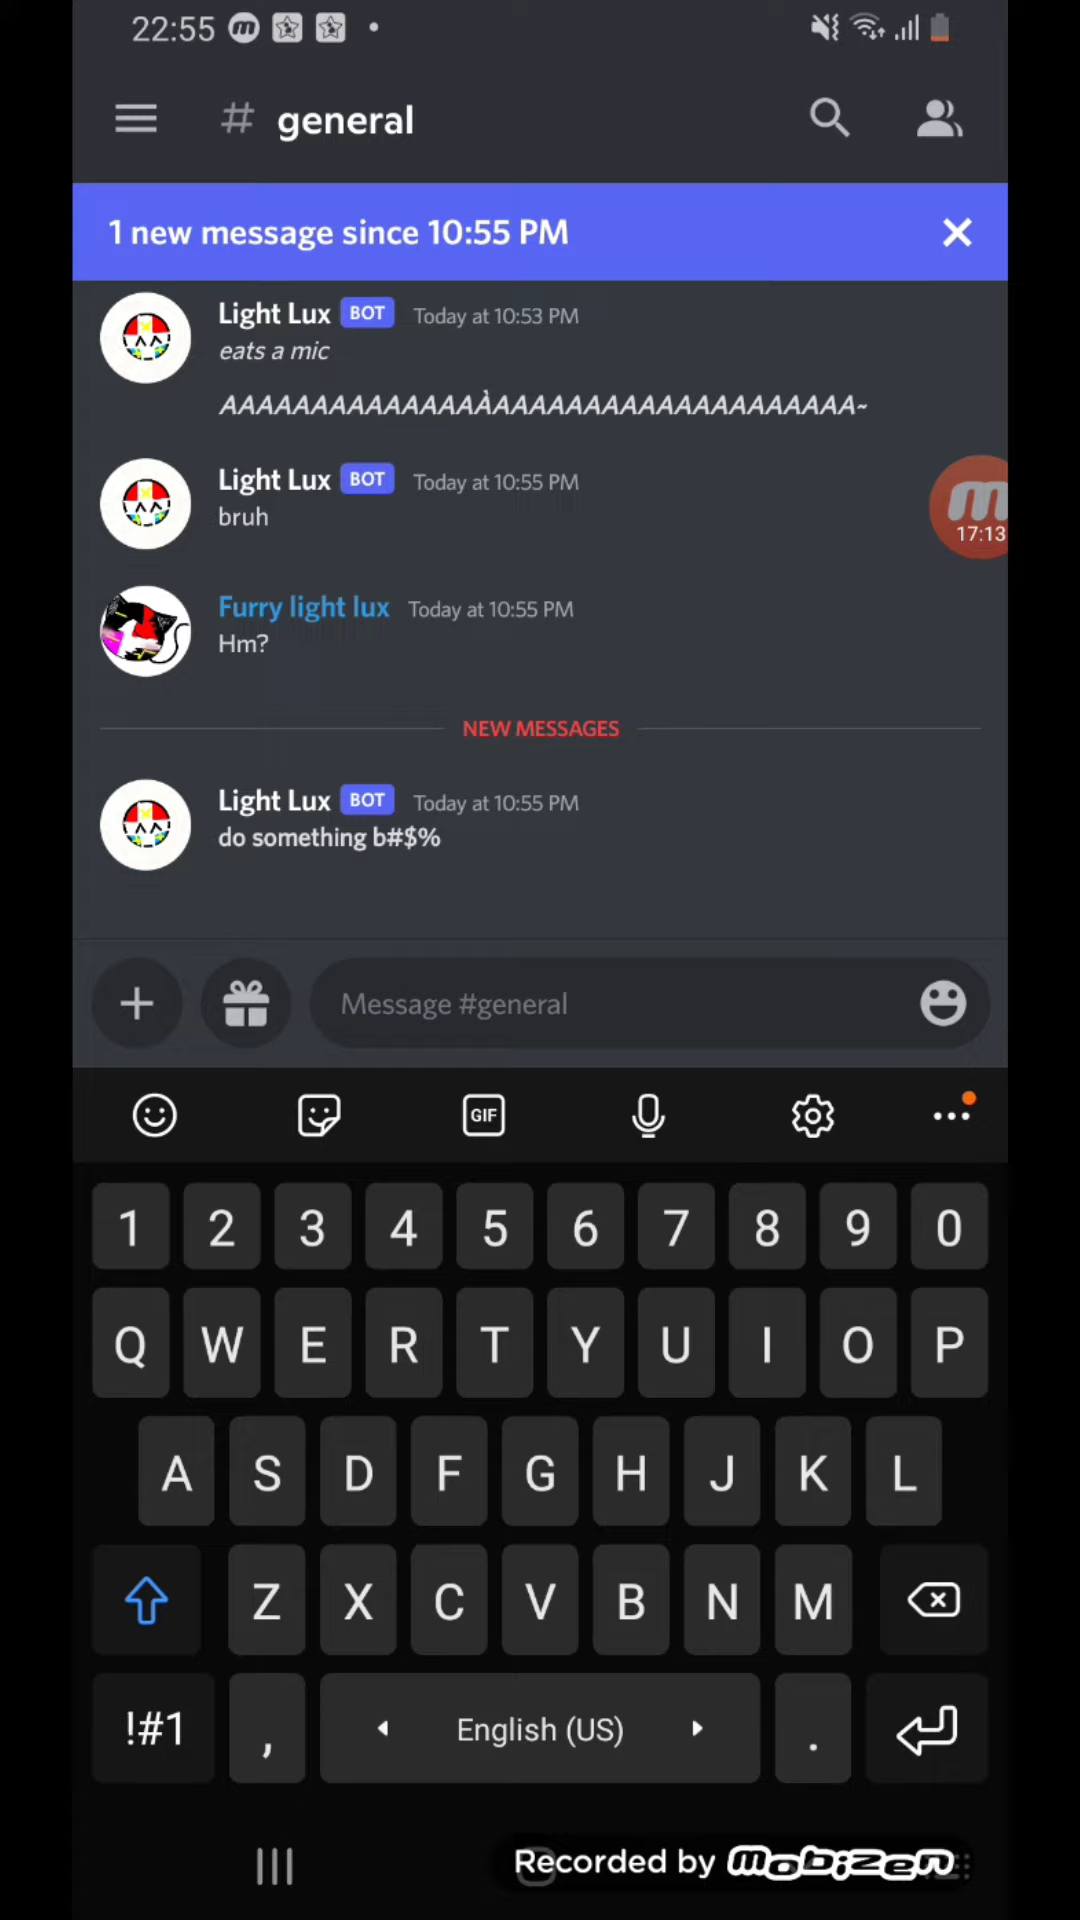 22:55
# general
1 new message since 10:55 PM
Light Lux BOT Today at 10:53 PM
eats a mic
AAAAAAAAAAAAAAÀAAAAAAAAAAAAAAAAAAAA~
Light Lux BOT Today at 10:55 PM
bruh
17:13
Furry light lux Today at 10:55 PM
Hm?
NEW MESSAGES
Light Lux BOT Today at 10:55 PM
do something b#$%
Message #general
GIF
1 2 3 4 5 6 7 8 9 0
Q W E R T Y U I O P
A S D F G H J K L
Z X C V B N M
!#1 , English (US) .
Recorded by mobizen